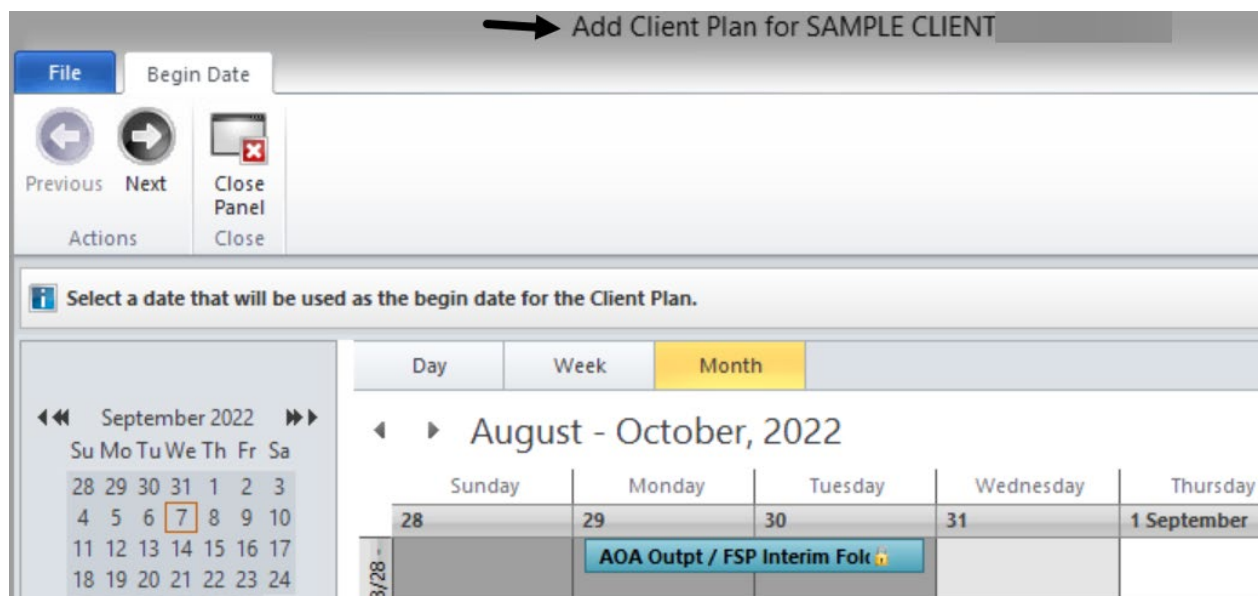 Add Client Plan for SAMPLE CLIENT
File Begin Date
Previous Next Close Panel
Actions Close
Select a date that will be used as the begin date for the Client Plan.
Day Week Month
September 2022
August - October, 2022
Su Mo Tu We Th Fr Sa
28 29 30 31 1 2 3
4 5 6 7 8 9 10
11 12 13 14 15 16 17
18 19 20 21 22 23 24
Sunday Monday Tuesday Wednesday Thursday
28 29 30 31 1 September
AOA Outpt / FSP Interim